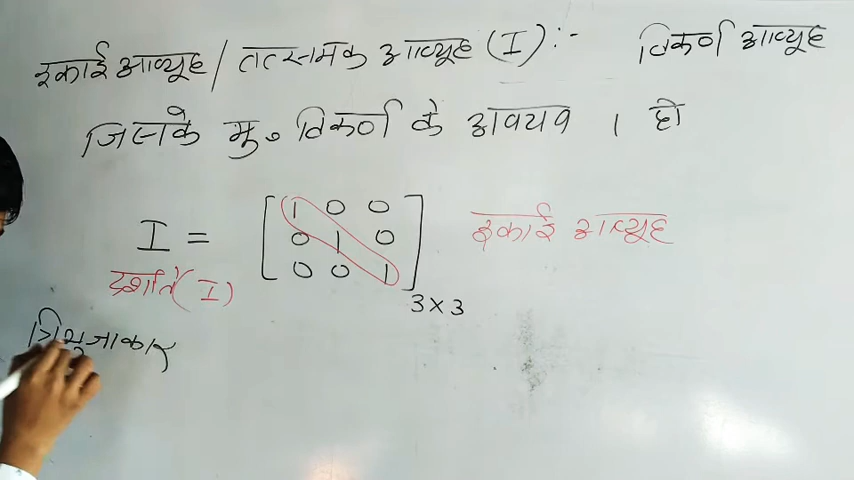 इकाई आव्यूह / तत्समक आव्यूह (I) :- विकर्ण आव्यूह
जिसके मु० विकर्ण के अवयव 1 हो
I = [ 1 0 0
0 1 0
0 0 1 ] 3×3
इकाई आव्यूह
दर्शाते (I)
त्रिभुजाकार